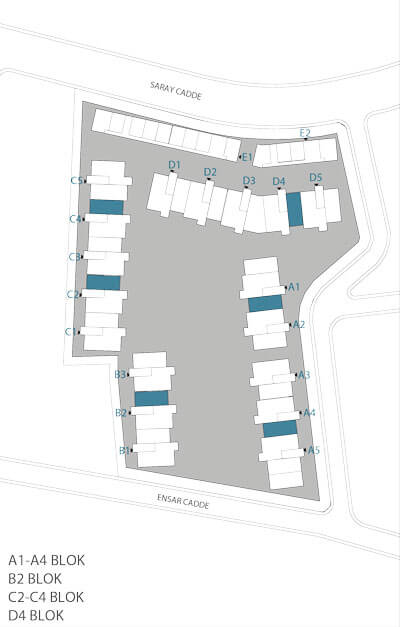 SARAY CADDE
E2
E1
D1
D2
D3
D4
D5
C5
C4
C3
C2
C1
A1
A2
A3
A4
A5
B3
B2
B1
ENSAR CADDE
A1-A4 BLOK
B2 BLOK
C2-C4 BLOK
D4 BLOK